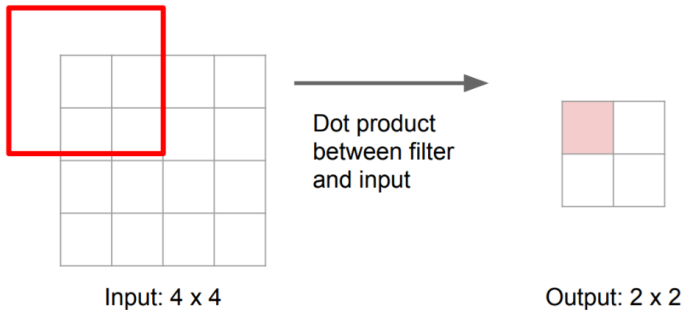 Dot product
between filter
and input
Input: 4 x 4
Output: 2 x 2